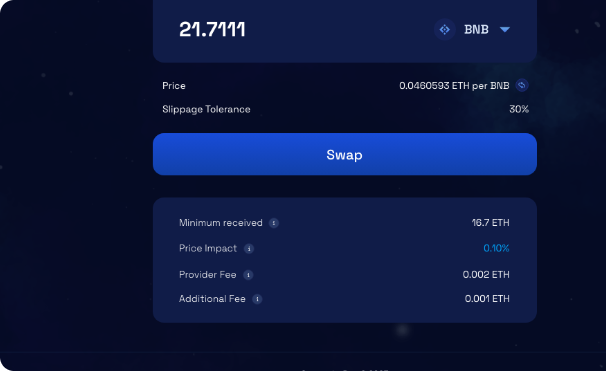 21.7111
BNB
Price
0.0460593 ETH per BNB
Slippage Tolerance
30%
Swap
Minimum received
16.7 ETH
Price Impact
0.10%
Provider Fee
0.002 ETH
Additional Fee
0.001 ETH